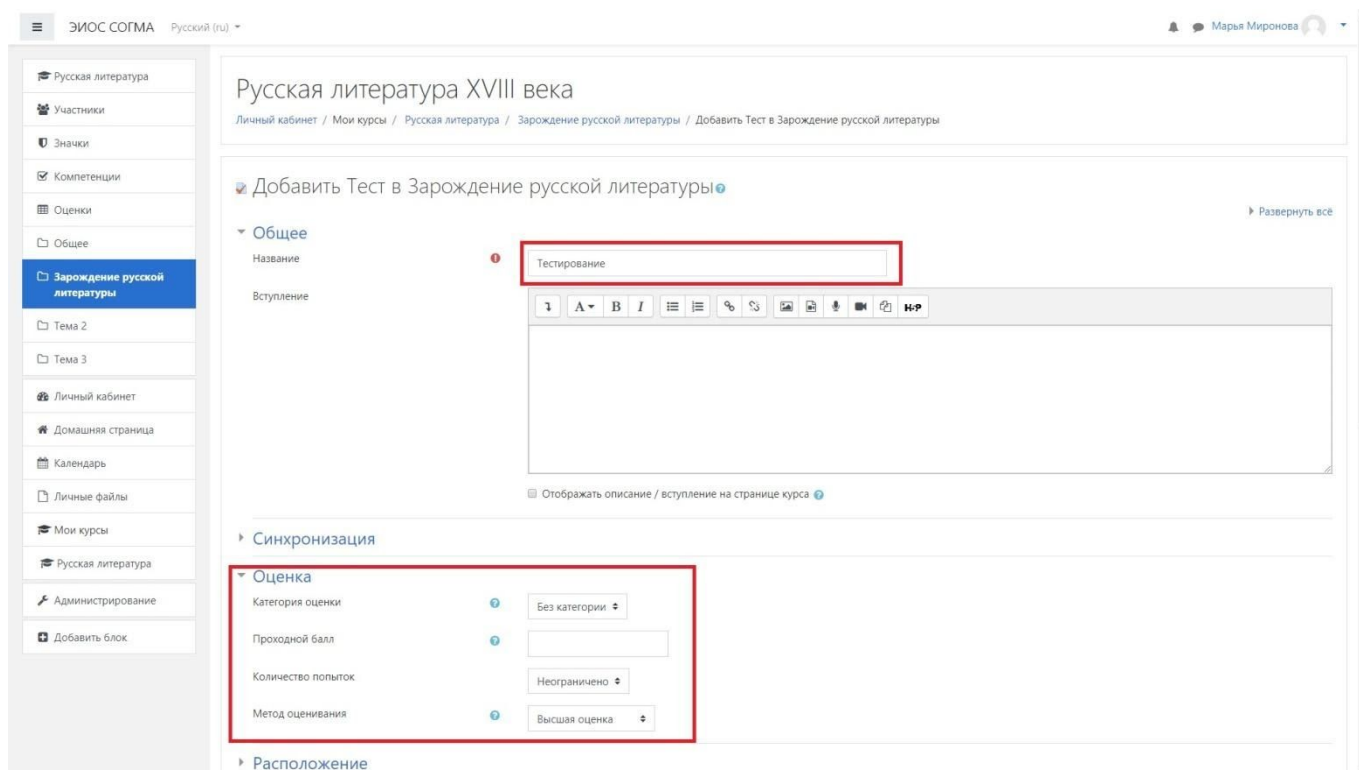 ЭИОС СОГМА Русский (ru)
Марья Миронова
Русская литература
Участники
Значки
Компетенции
Оценки
Общее
Зарождение русской
литературы
Тема 2
Тема 3
Личный кабинет
Домашняя страница
Календарь
Личные файлы
Мои курсы
Русская литература
Администрирование
Добавить блок
Русская литература XVIII века
Личный кабинет / Мои курсы / Русская литература / Зарождение русской литературы / Добавить Тест в Зарождение русской литературы
Добавить Тест в Зарождение русской литературы
Развернуть всё
Общее
Название
Тестирование
Вступление
A B I H-P
Отображать описание / вступление на странице курса
Синхронизация
Оценка
Категория оценки Без категории
Проходной балл
Количество попыток Неограничено
Метод оценивания Высшая оценка
Расположение